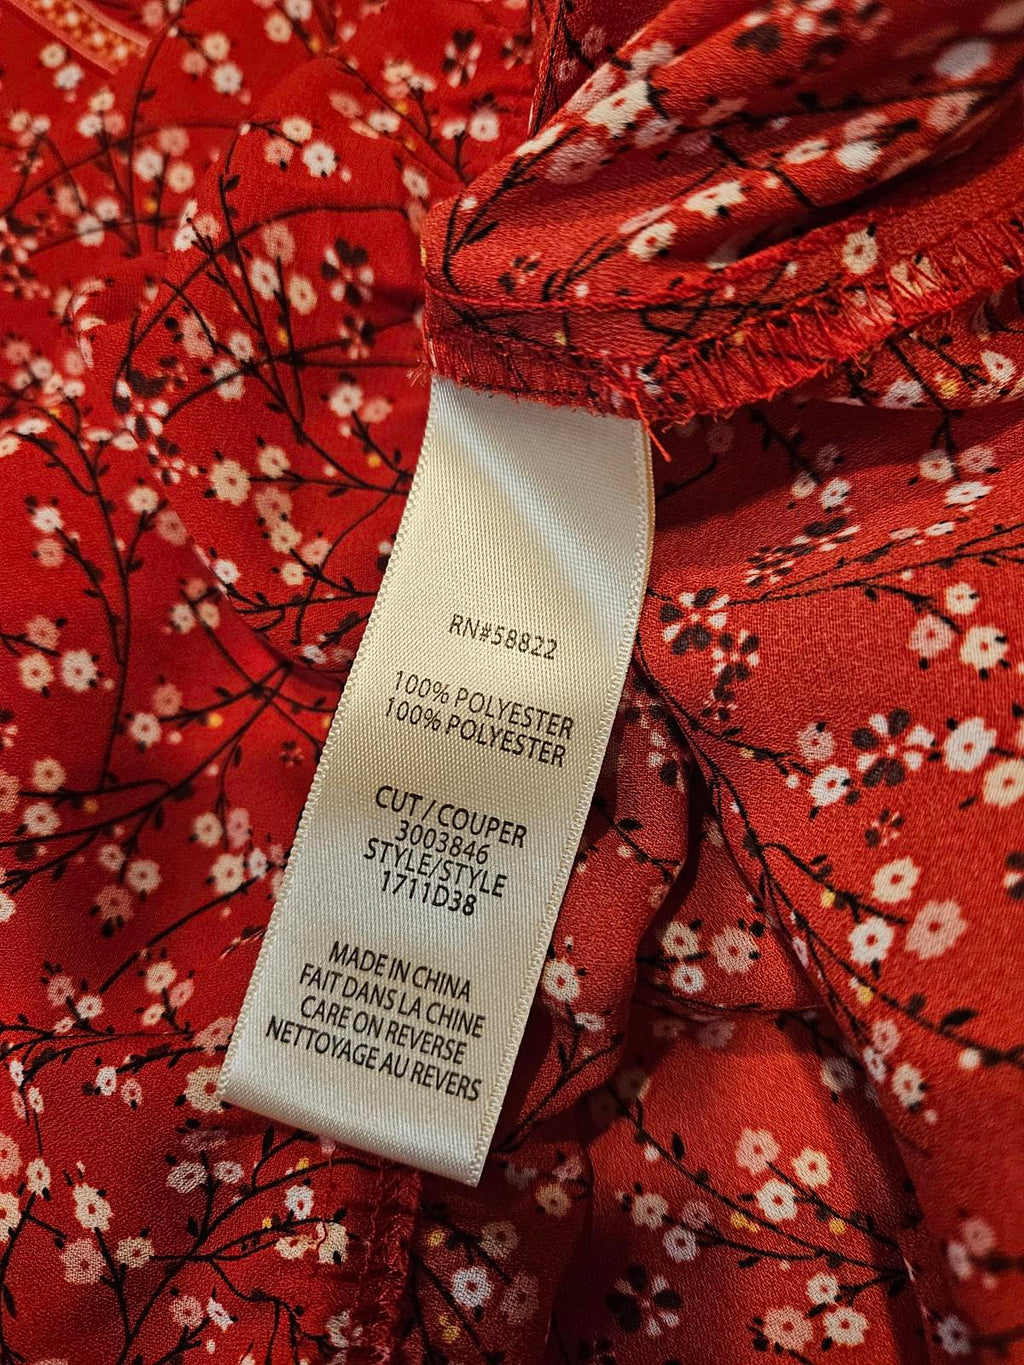 RN#58822
100% POLYESTER
100% POLYESTER
CUT / COUPER
3003846
STYLE/STYLE
1711D38
MADE IN CHINA
FAIT DANS LA CHINE
CARE ON REVERSE
NETTOYAGE AU REVERS